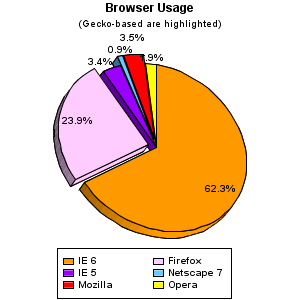 Browser Usage
(Gecko-based are highlighted)
3.5%
0.9%
3.4%
.9%
23.9%
62.3%
IE 6 Firefox
IE 5 Netscape 7
Mozilla Opera